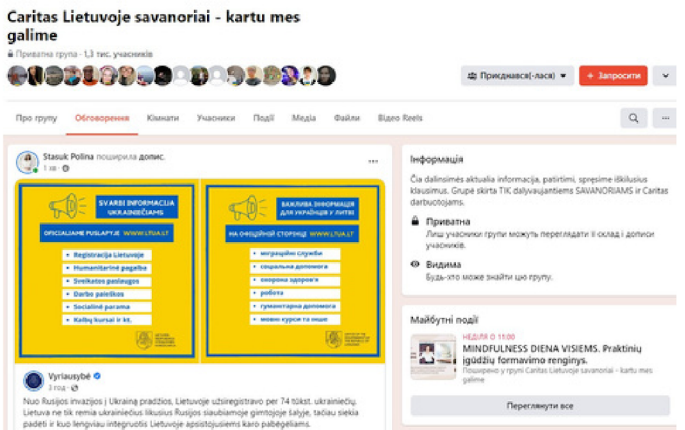 Caritas Lietuvoje savanoriai - kartu mes
galime
Приватна група · 1,3 тис. учасників
Приєднався(-лася)
+ Запросити
Про групу
Обговорення
Кімнати
Учасники
Події
Медіа
Файли
Відео Reels
Stasuk Polina поширила допис.
1 хв ·
SVARBI INFORMACIJA
UKRAINIEČIAMS
OFICIALIAME PUSLAPYJE WWW.LTUA.LT
• Registracija Lietuvoje
• Humanitarinė pagalba
• Sveikatos paslaugos
• Darbo paieškos
• Socialinė parama
• Kalbų kursai ir kt.
ВАЖЛИВА ІНФОРМАЦІЯ
ДЛЯ УКРАЇНЦІВ У ЛИТВІ
НА ОФІЦІЙНІЙ СТОРІНЦІ WWW.LTUA.LT
• міграційні служби
• соціальна допомога
• охорона здоров'я
• робота
• гуманітарна допомога
• мовні курси та інше
Vyriausybė
3 год ·
Nuo Rusijos invazijos į Ukrainą pradžios, Lietuvoje užsiregistravo per 74 tūkst. ukrainiečių.
Lietuva ne tik remia ukrainiečius likusius Rusijos siaubiamoje gimtojoje šalyje, tačiau siekia
padėti ir kuo lengviau integruotis Lietuvoje apsistojusiems karo pabėgėliams.
Інформація
Čia dalinsimės aktualia informacija, patirtimi, spręsime iškilusius
klausimus. Grupė skirta TIK dalyvaujantiems SAVANORIAMS ir Caritas
darbuotojams.
Приватна
Лиш учасники групи можуть переглядати її склад і дописи
учасників.
Видима
Будь-хто може знайти цю групу.
Майбутні події
НЕДІЛЯ О 11:00
MINDFULNESS DIENA VISIEMS. Praktinių
įgūdžių formavimo renginys.
Поширено у групі Caritas Lietuvoje savanoriai - kartu mes
galime
Переглянути все